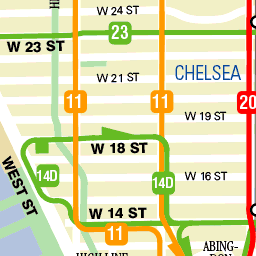 W 24 ST
23
W 23 ST
W 21 ST
CHELSEA
11
11
20
W 19 ST
W 18 ST
14D
14D
W 16 ST
WEST ST
W 14 ST
11
HIGH LINE
ABING-
DON